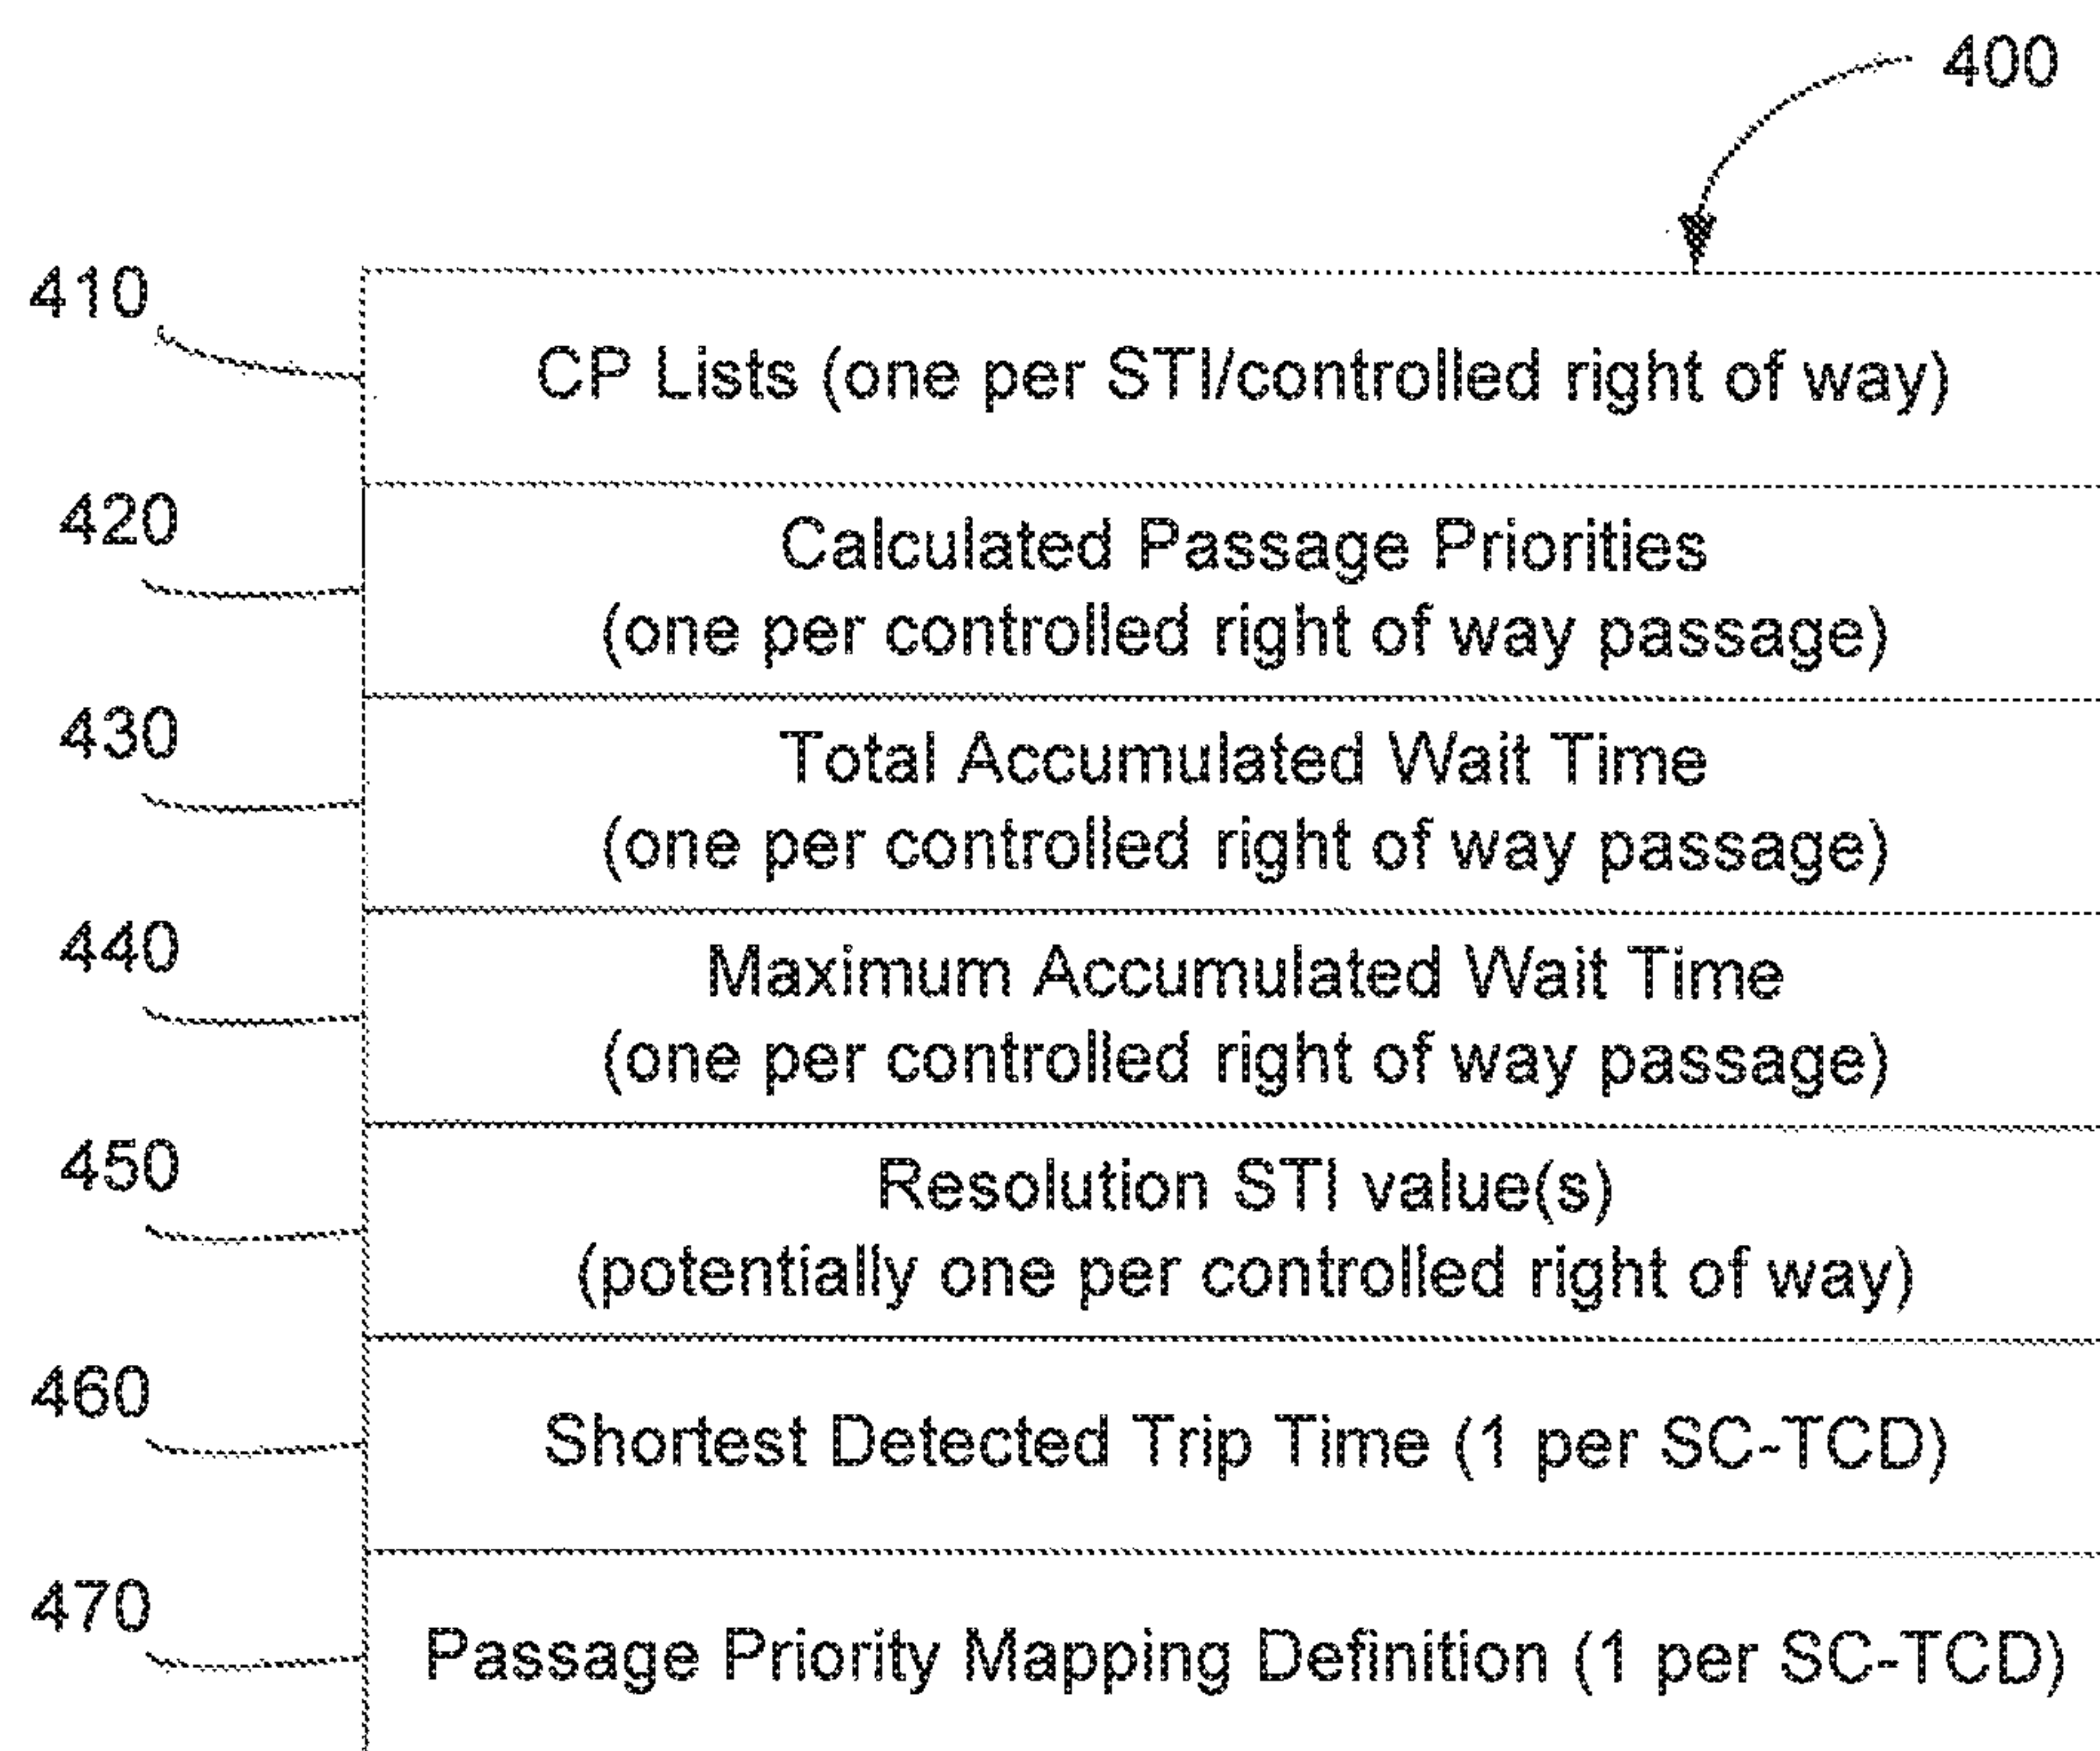 400
410
CP Lists (one per STI/controlled right of way)
420
Calculated Passage Priorities
(one per controlled right of way passage)
430
Total Accumulated Wait Time
(one per controlled right of way passage)
440
Maximum Accumulated Wait Time
(one per controlled right of way passage)
450
Resolution STI value(s)
(potentially one per controlled right of way)
460
Shortest Detected Trip Time (1 per SC-TCD)
470
Passage Priority Mapping Definition (1 per SC-TCD)